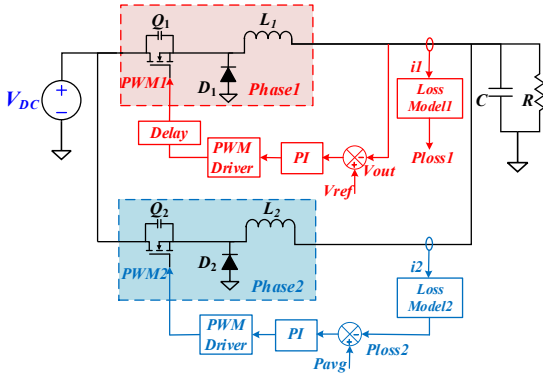 Q1
L1
VDC
PWM1
D1
Phase1
i1
Loss
Model1
C
R
Delay
PWM
Driver
PI
Vout
Vref
Ploss1
Q2
L2
PWM2
D2
Phase2
i2
Loss
Model2
PWM
Driver
PI
Ploss2
Pavg